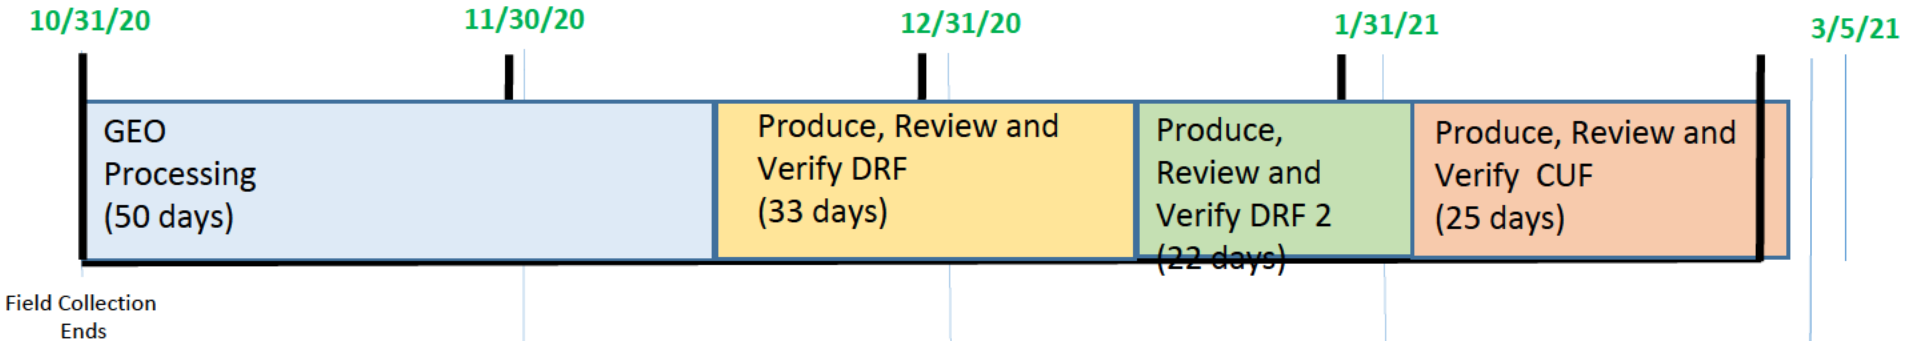 10/31/20
11/30/20
12/31/20
1/31/21
3/5/21
GEO
Processing
(50 days)
Produce, Review and
Verify DRF
(33 days)
Produce,
Review and
Verify DRF 2
(22 days)
Produce, Review and
Verify  CUF
(25 days)
Field Collection
Ends